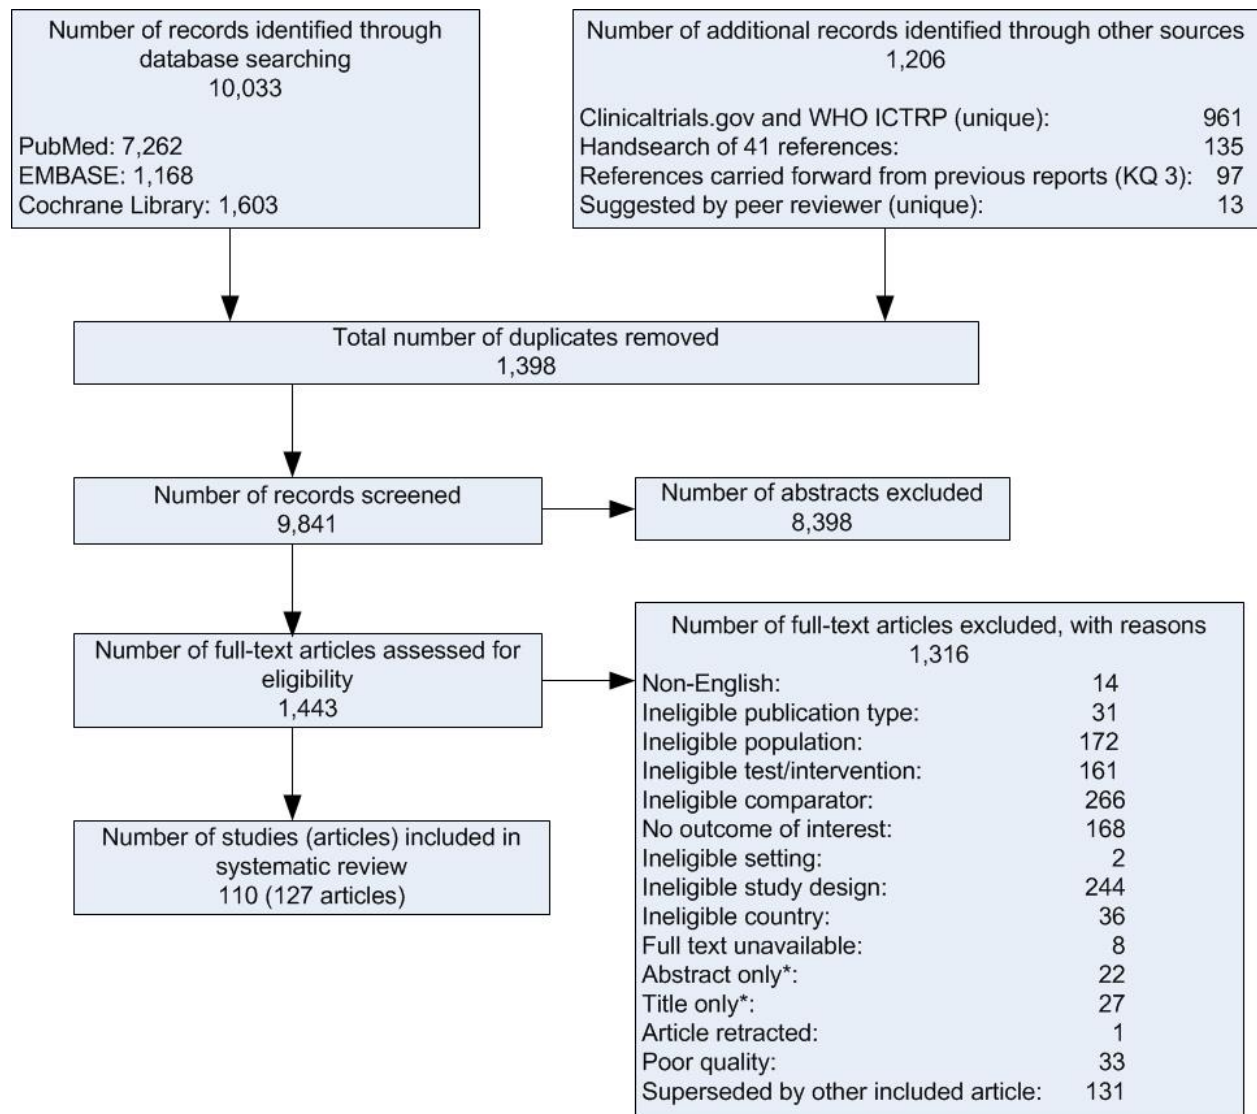 Number of records identified through
database searching
10,033
PubMed: 7,262
EMBASE: 1,168
Cochrane Library: 1,603
Number of additional records identified through other sources
1,206
Clinicaltrials.gov and WHO ICTRP (unique): 961
Handsearch of 41 references: 135
References carried forward from previous reports (KQ 3): 97
Suggested by peer reviewer (unique): 13
Total number of duplicates removed
1,398
Number of records screened
9,841
Number of abstracts excluded
8,398
Number of full-text articles assessed for
eligibility
1,443
Number of full-text articles excluded, with reasons
1,316
Non-English: 14
Ineligible publication type: 31
Ineligible population: 172
Ineligible test/intervention: 161
Ineligible comparator: 266
No outcome of interest: 168
Ineligible setting: 2
Ineligible study design: 244
Ineligible country: 36
Full text unavailable: 8
Abstract only*: 22
Title only*: 27
Article retracted: 1
Poor quality: 33
Superseded by other included article: 131
Number of studies (articles) included in
systematic review
110 (127 articles)